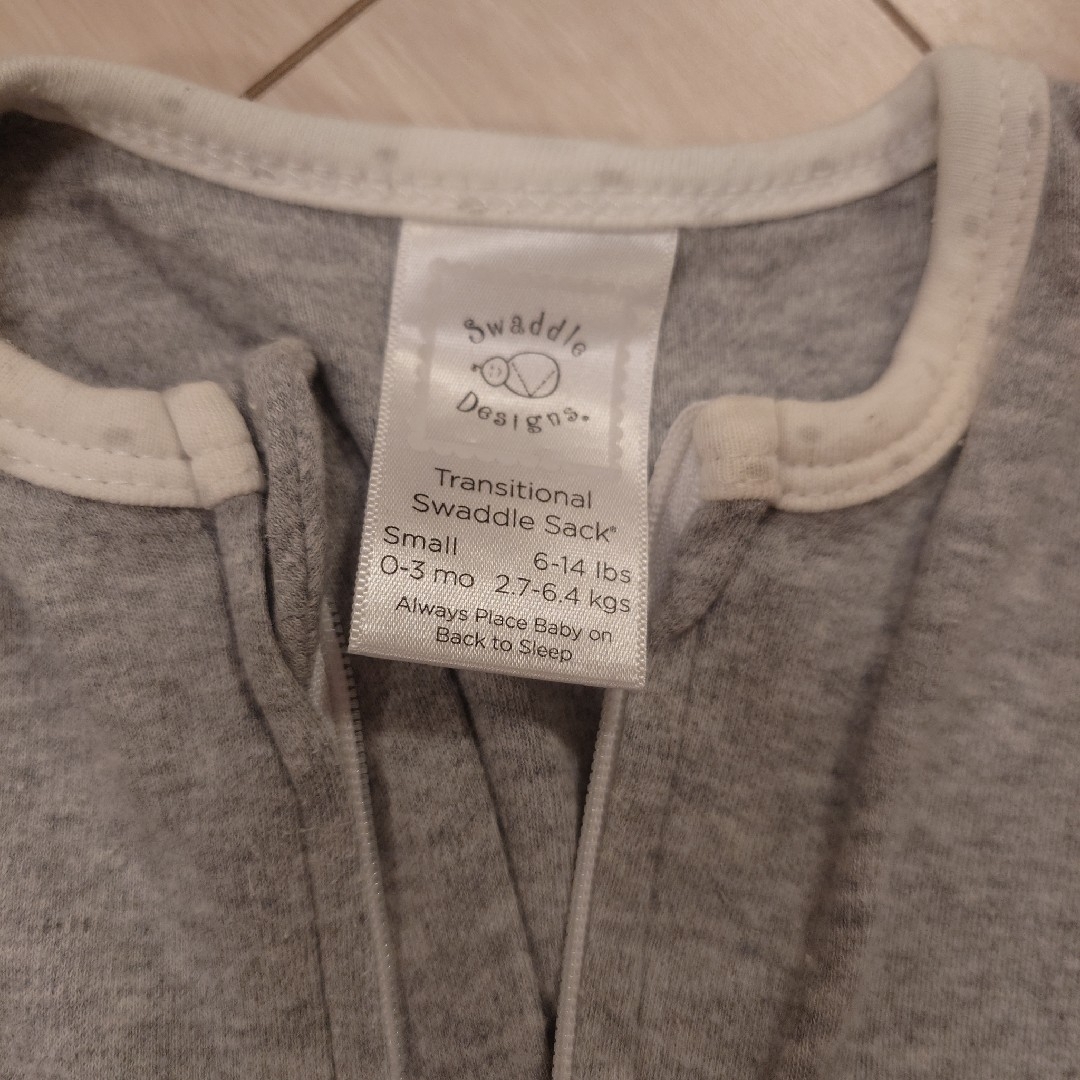 Swaddle
Designs.
Transitional
Swaddle Sack®
Small 6-14 lbs
0-3 mo 2.7-6.4 kgs
Always Place Baby on
Back to Sleep